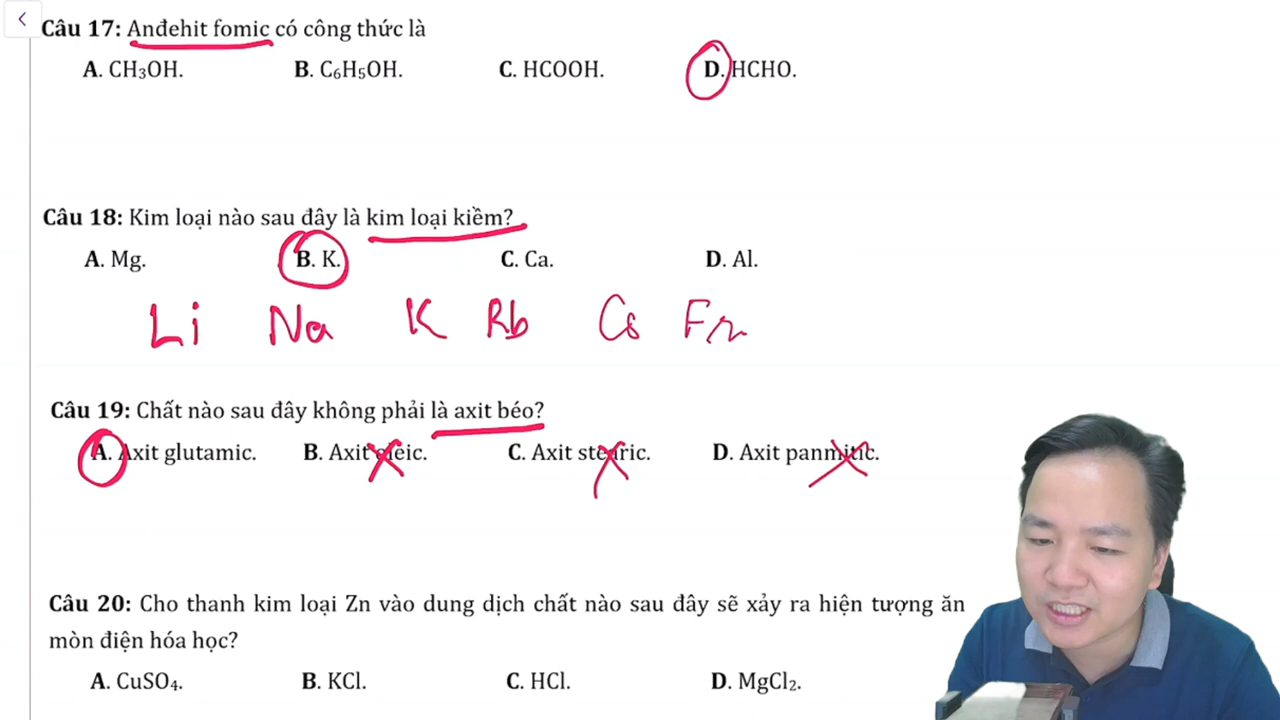 Câu 17: Anđehit fomic có công thức là
A. CH₃OH. B. C₆H₅OH. C. HCOOH. D. HCHO.
Câu 18: Kim loại nào sau đây là kim loại kiềm?
A. Mg. B. K. C. Ca. D. Al.
Li Na K Rb Cs Fr
Câu 19: Chất nào sau đây không phải là axit béo?
A. Axit glutamic. B. Axit oleic. C. Axit stearic. D. Axit panmitic.
Câu 20: Cho thanh kim loại Zn vào dung dịch chất nào sau đây sẽ xảy ra hiện tượng ăn
mòn điện hóa học?
A. CuSO₄. B. KCl. C. HCl. D. MgCl₂.